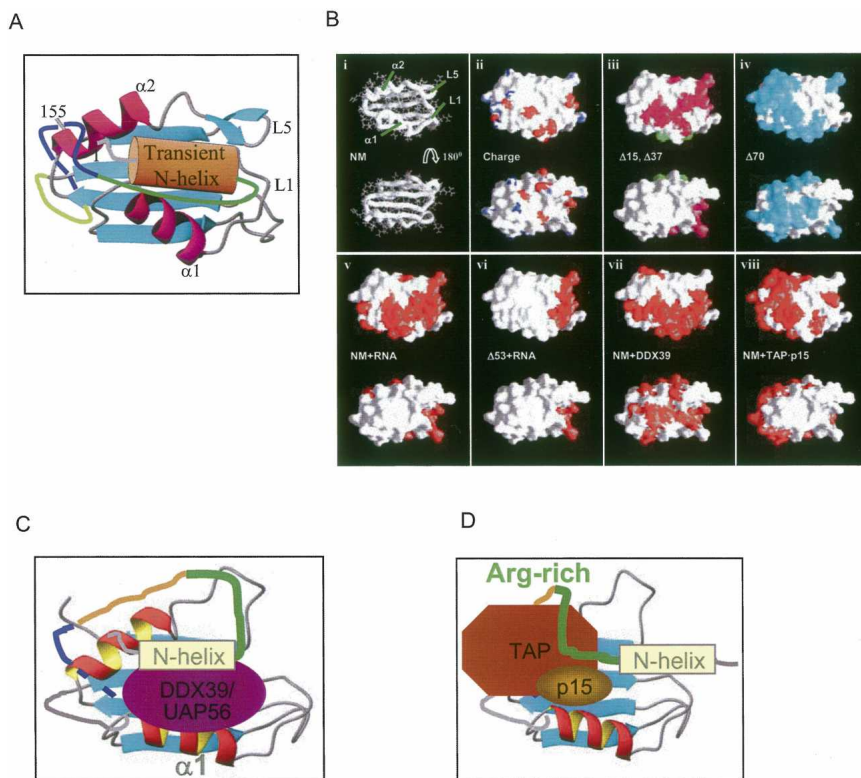 A
155
α2
L5
1
Transient
N-helix
L1
α1
B
i
α2
L5
L1
α1
NM
180⁰
ii
Charge
iii
Δ15, Δ37
iv
Δ70
v
NM+RNA
vi
Δ53+RNA
vii
NM+DDX39
viii
NM+TAP·p15
C
N-helix
DDX39/
UAP56
α1
D
Arg-rich
TAP
N-helix
p15